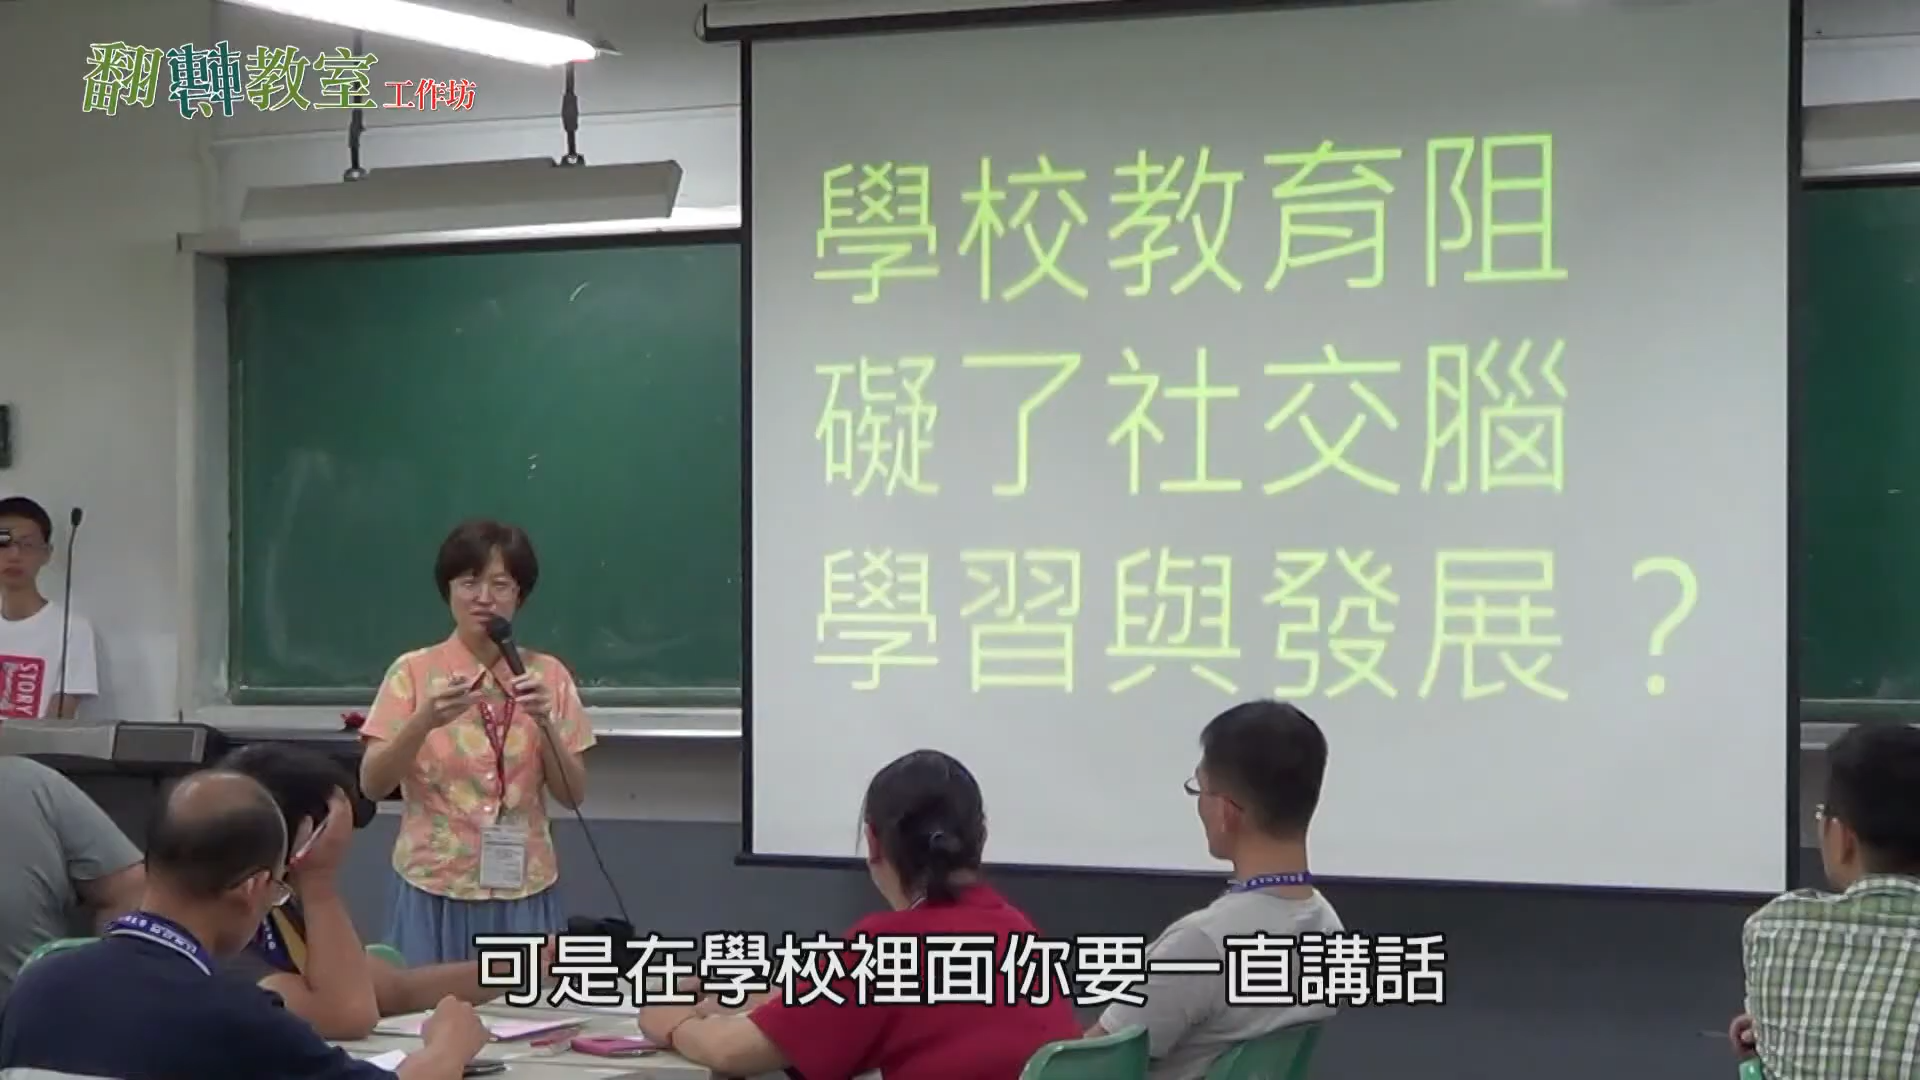 翻轉教室工作坊
學校教育阻
礙了社交腦
學習與發展？
STORY
可是在學校裡面你要一直講話